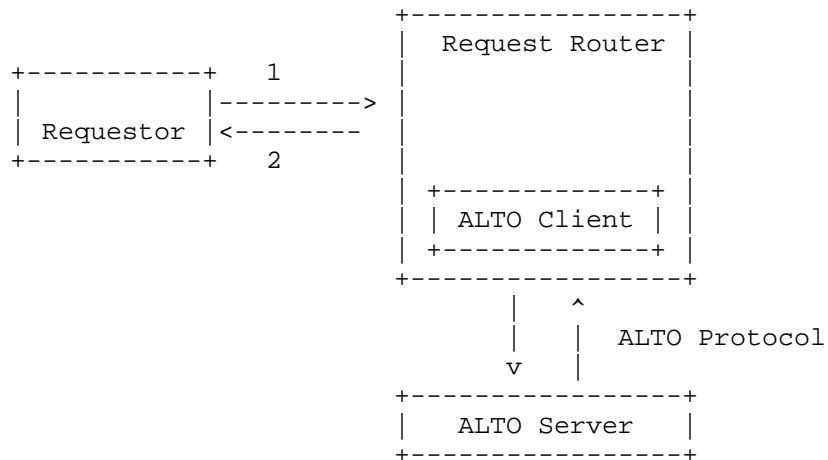 Request Router
1
Requestor
2
ALTO Client
ALTO Protocol
ALTO Server